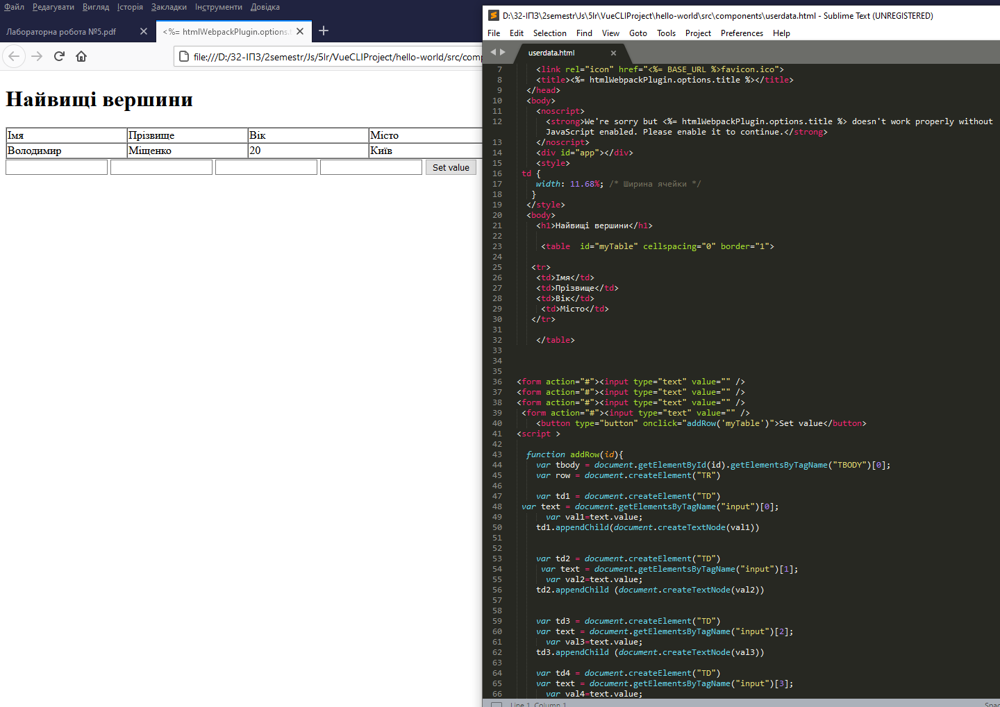 Файл Редагувати Вигляд Історія Закладки Інструменти Довідка
Лабораторна робота №5.pdf
<%= htmlWebpackPlugin.options.t
file:///D:/32-ІПЗ/2semestr/Js/5lr/VueCLIProject/hello-world/src/comp
Найвищі вершини
Імя Прізвище Вік Місто
Володимир Міщенко 20 Київ
Set value
D:\32-ІПЗ\2semestr\Js\5lr\VueCLIProject\hello-world\src\components\userdata.html - Sublime Text (UNREGISTERED)
File Edit Selection Find View Goto Tools Project Preferences Help
userdata.html
7 <link rel="icon" href="<%= BASE_URL %>favicon.ico">
8 <title><%= htmlWebpackPlugin.options.title %></title>
9 </head>
10 <body>
11 <noscript>
12 <strong>We're sorry but <%= htmlWebpackPlugin.options.title %> doesn't work properly without
JavaScript enabled. Please enable it to continue.</strong>
13 </noscript>
14 <div id="app"></div>
15 <style>
16 td {
17 width: 11.68%; /* Ширина ячейки */
18 }
19 </style>
20 <body>
21 <h1>Найвищі вершини</h1>
22
23 <table  id="myTable" cellspacing="0" border="1">
24
25 <tr>
26 <td>Імя</td>
27 <td>Прізвище</td>
28 <td>Вік</td>
29 <td>Місто</td>
30 </tr>
31
32 </table>
33
34
35
36 <form action="#"><input type="text" value="" />
37 <form action="#"><input type="text" value="" />
38 <form action="#"><input type="text" value="" />
39 <form action="#"><input type="text" value="" />
40 <button type="button" onclick="addRow('myTable')">Set value</button>
41 <script >
42
43 function addRow(id){
44 var tbody = document.getElementById(id).getElementsByTagName("TBODY")[0];
45 var row = document.createElement("TR")
46
47 var td1 = document.createElement("TD")
48 var text = document.getElementsByTagName("input")[0];
49 var val1=text.value;
50 td1.appendChild(document.createTextNode(val1))
51
52
53 var td2 = document.createElement("TD")
54 var text = document.getElementsByTagName("input")[1];
55 var val2=text.value;
56 td2.appendChild (document.createTextNode(val2))
57
58
59 var td3 = document.createElement("TD")
60 var text = document.getElementsByTagName("input")[2];
61 var val3=text.value;
62 td3.appendChild (document.createTextNode(val3))
63
64 var td4 = document.createElement("TD")
65 var text = document.getElementsByTagName("input")[3];
66 var val4=text.value;
Line 1, Column 1
Spac